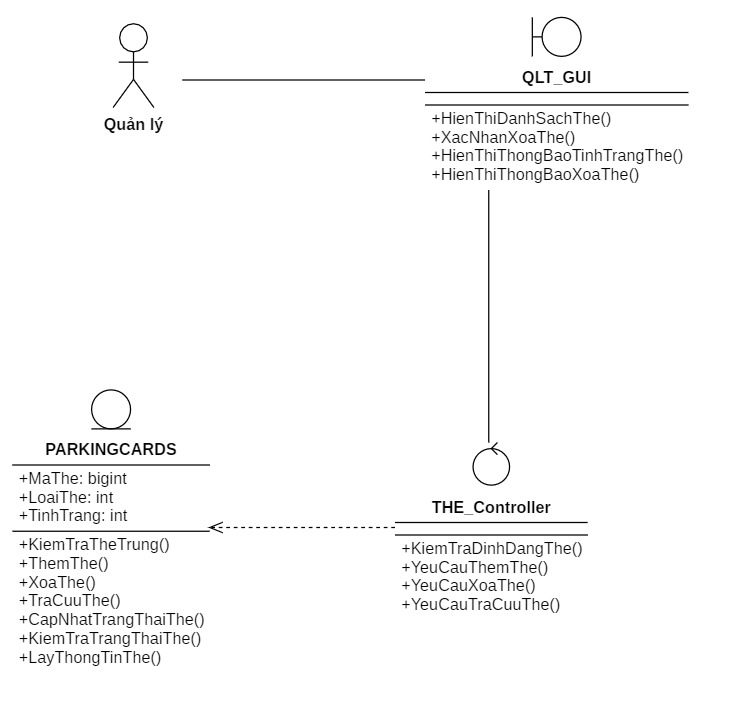 Quản lý
QLT_GUI
+HienThiDanhSachThe()
+XacNhanXoaThe()
+HienThiThongBaoTinhTrangThe()
+HienThiThongBaoXoaThe()
PARKINGCARDS
+MaThe: bigint
+LoaiThe: int
+TinhTrang: int
+KiemTraTheTrung()
+ThemThe()
+XoaThe()
+TraCuuThe()
+CapNhatTrangThaiThe()
+KiemTraTrangThaiThe()
+LayThongTinThe()
THE_Controller
+KiemTraDinhDangThe()
+YeuCauThemThe()
+YeuCauXoaThe()
+YeuCauTraCuuThe()